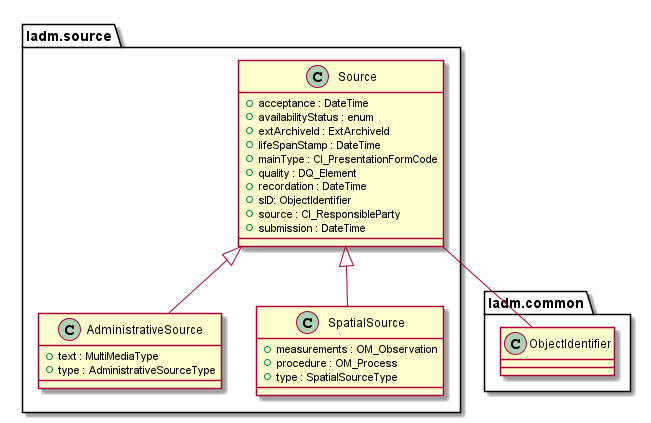 ladm.source
C Source
acceptance : DateTime
availabilityStatus : enum
extArchiveId : ExtArchiveId
lifeSpanStamp : DateTime
mainType : CI_PresentationFormCode
quality : DQ_Element
recordation : DateTime
sID: ObjectIdentifier
source : CI_ResponsibleParty
submission : DateTime
C AdministrativeSource
text : MultiMediaType
type : AdministrativeSourceType
C SpatialSource
measurements : OM_Observation
procedure : OM_Process
type : SpatialSourceType
ladm.common
C ObjectIdentifier